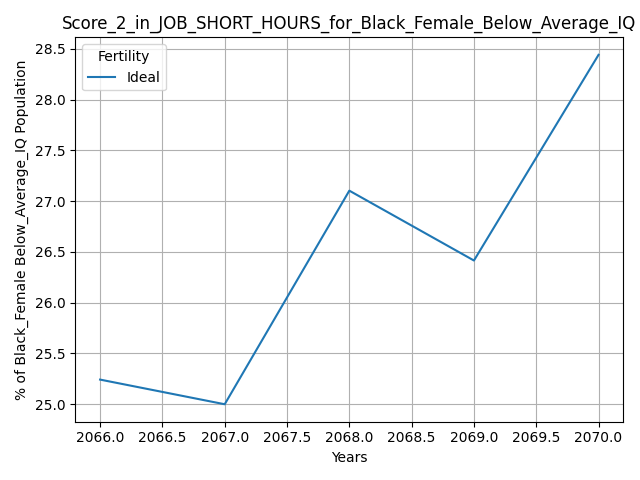 Score_2_in_JOB_SHORT_HOURS_for_Black_Female_Below_Average_IQ
Fertility
Ideal
% of Black_Female Below_Average_IQ Population
28.5
28.0
27.5
27.0
26.5
26.0
25.5
25.0
2066.0 2066.5 2067.0 2067.5 2068.0 2068.5 2069.0 2069.5 2070.0
Years